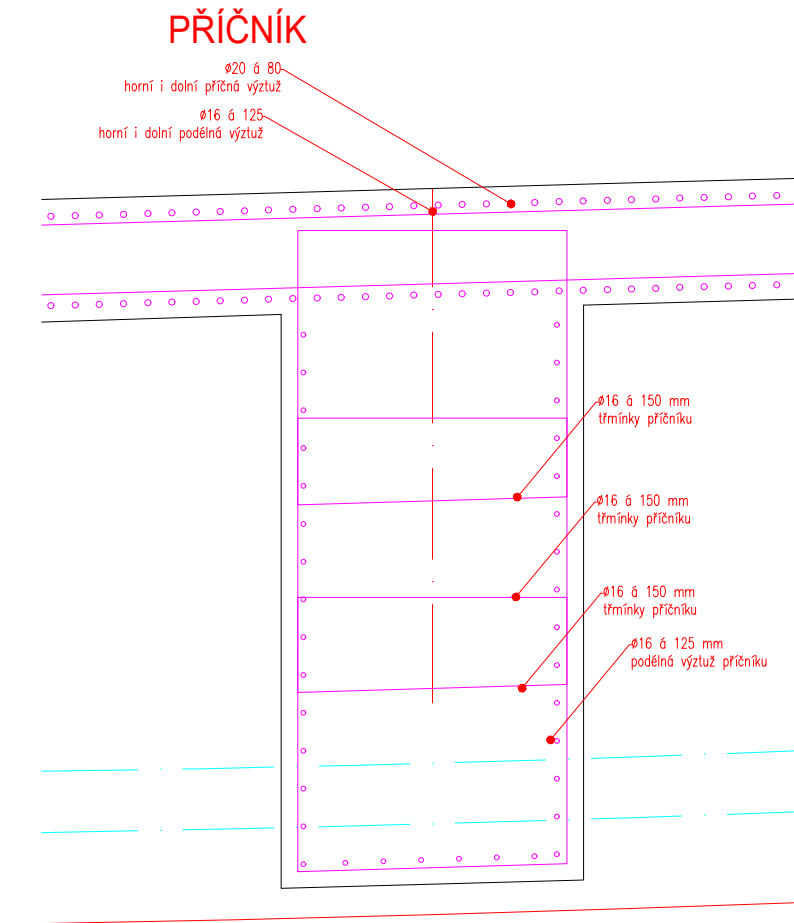 PŘÍČNÍK
ø20 á 80
horní i dolní příčná výztuž
ø16 á 125
horní i dolní podélná výztuž
ø16 á 150 mm
třmínky příčníku
ø16 á 150 mm
třmínky příčníku
ø16 á 150 mm
třmínky příčníku
ø16 á 125 mm
podélná výztuž příčníku